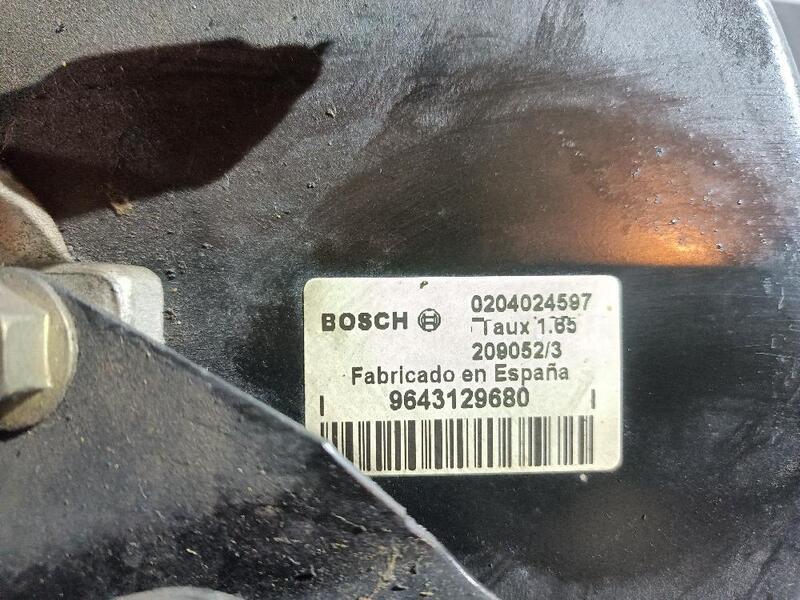 BOSCH
0204024597
Taux 1.65
209052/3
Fabricado en España
9643129680